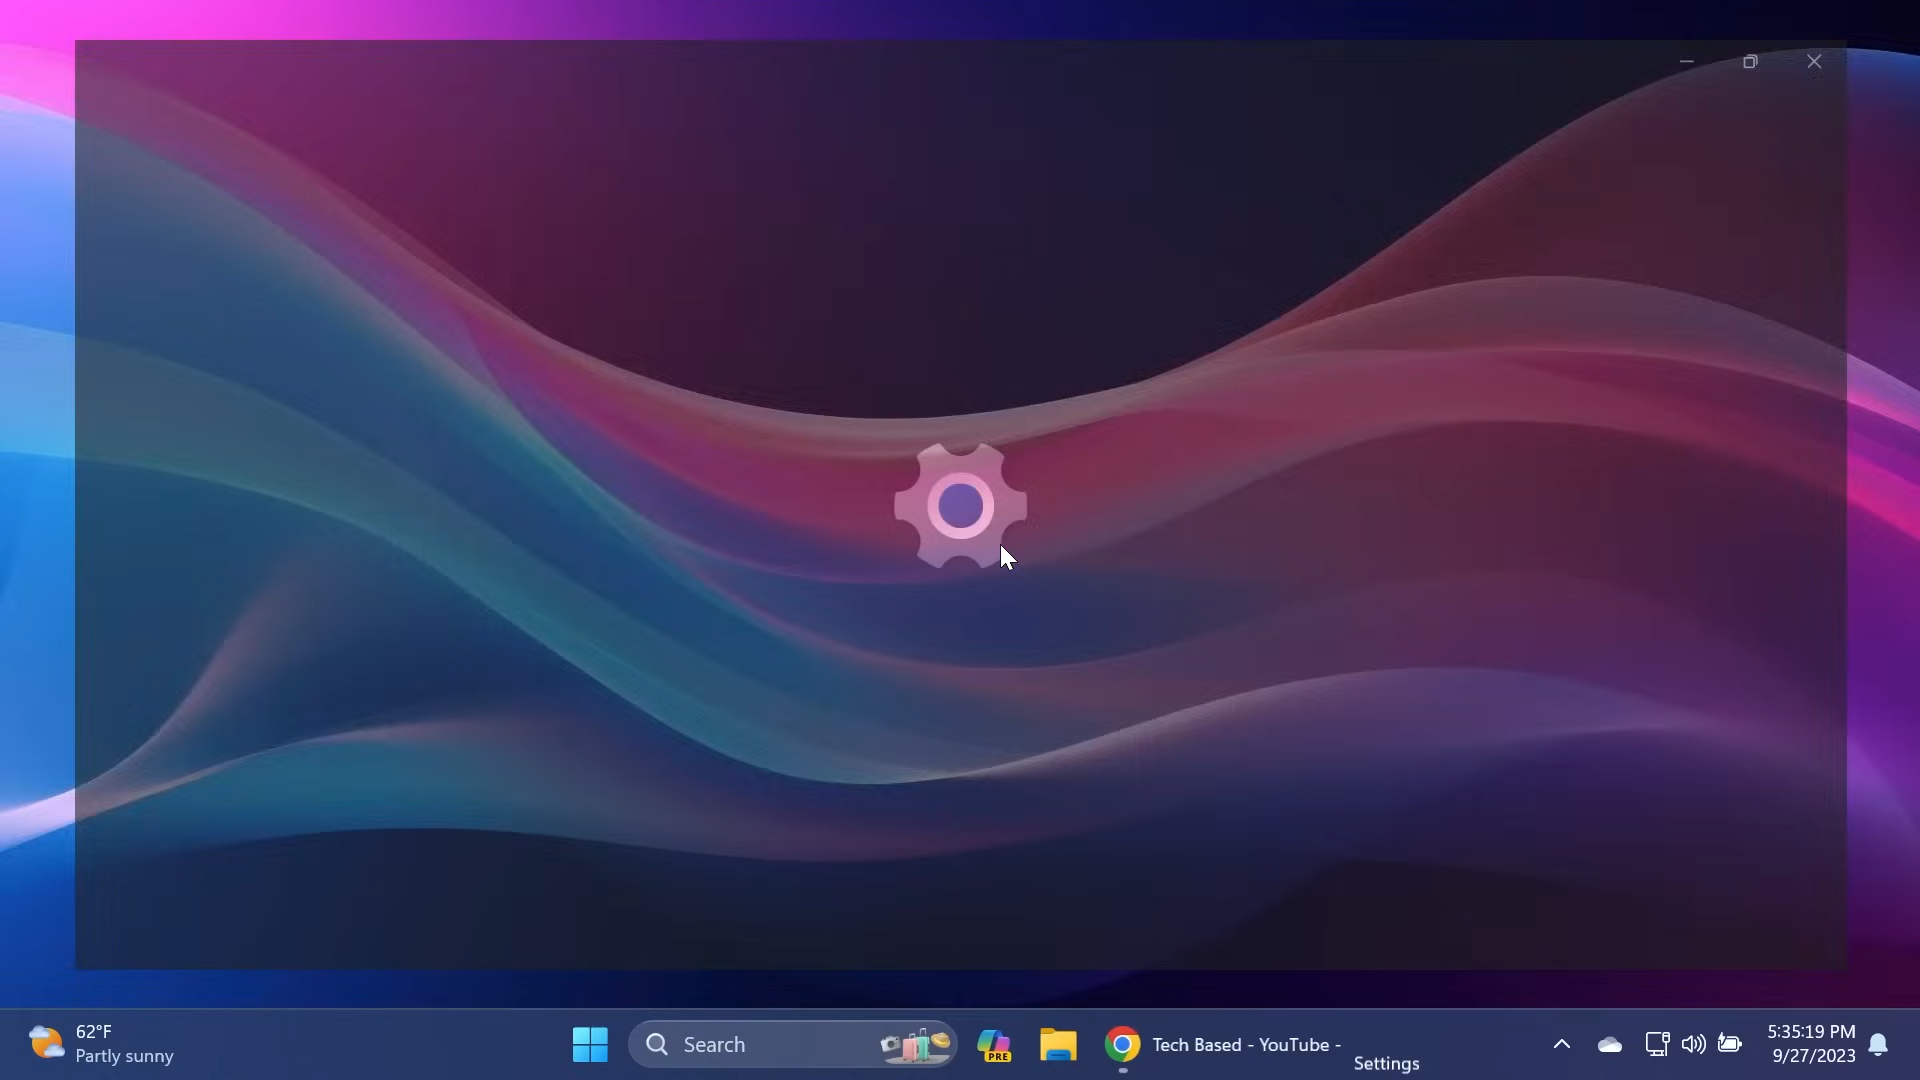 62°F
Partly sunny
Search
PRE
Tech Based - YouTube -
Settings
5:35:19 PM
9/27/2023